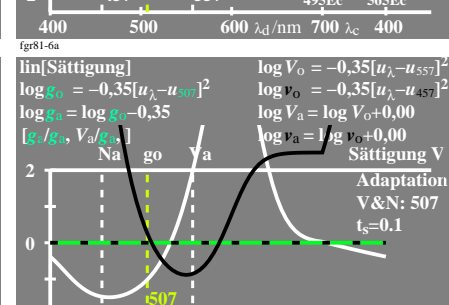 400 500 600 λd/nm 700 λc 400
fgr81-6a
lin[Sättigung]
log go = −0,35[uλ−u507]²
log ga = log go−0,35
[ga/ga, Va/ga,]
log Vo = −0,35[uλ−u557]²
log vo = −0,35[uλ−u457]²
log Va = log Vo+0,00
log va = log vo+0,00
Na go Va Sättigung V
2
Adaptation
V&N: 507
ts=0.1
0
507